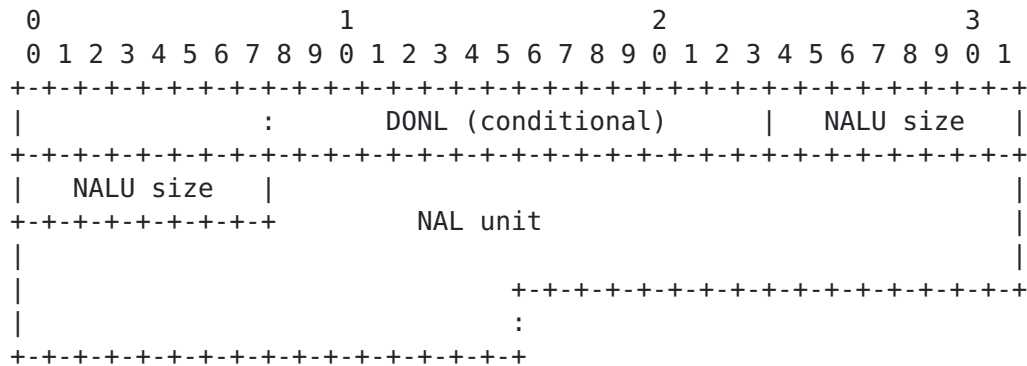 0                   1                   2                   3
0 1 2 3 4 5 6 7 8 9 0 1 2 3 4 5 6 7 8 9 0 1 2 3 4 5 6 7 8 9 0 1
+-+-+-+-+-+-+-+-+-+-+-+-+-+-+-+-+-+-+-+-+-+-+-+-+-+-+-+-+-+-+-+-+
|               :       DONL (conditional)      |   NALU size   |
+-+-+-+-+-+-+-+-+-+-+-+-+-+-+-+-+-+-+-+-+-+-+-+-+-+-+-+-+-+-+-+-+
|   NALU size   |                                               |
+-+-+-+-+-+-+-+-+         NAL unit                              |
|                                                               |
|                               +-+-+-+-+-+-+-+-+-+-+-+-+-+-+-+-+
|                               :
+-+-+-+-+-+-+-+-+-+-+-+-+-+-+-+-+